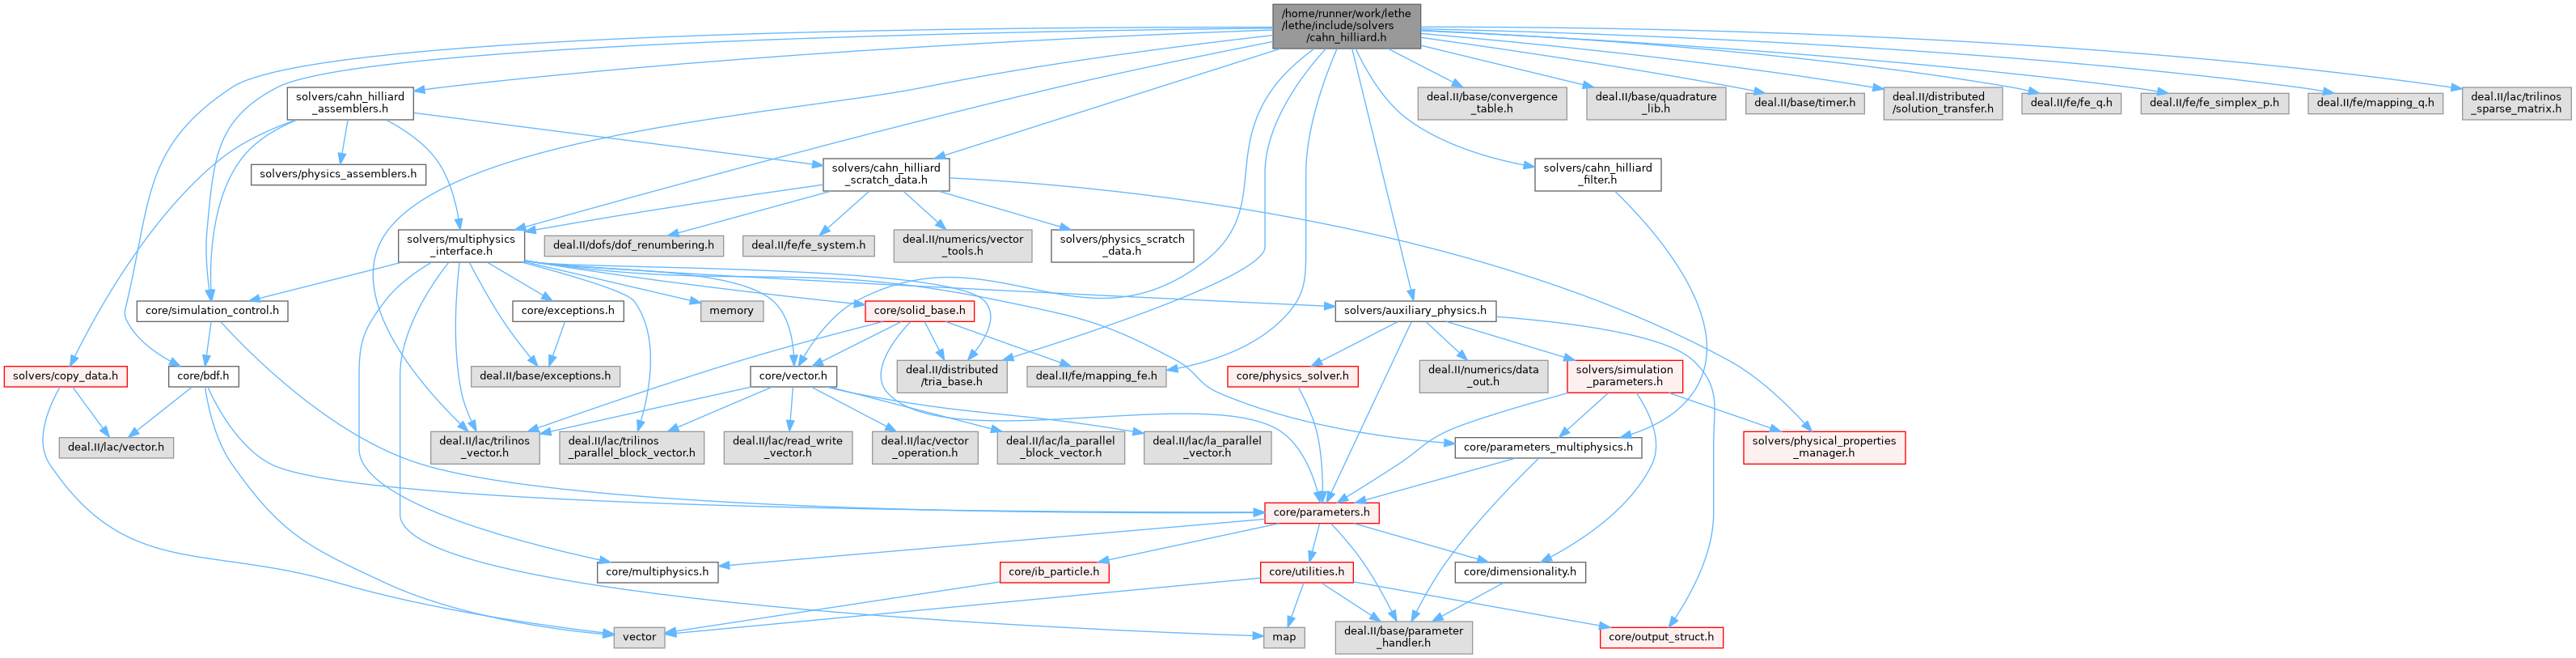 /home/runner/work/lethe
/lethe/include/solvers
/cahn_hilliard.h
solvers/cahn_hilliard
_assemblers.h
deal.II/base/convergence
_table.h
deal.II/base/quadrature
_lib.h
deal.II/base/timer.h
deal.II/distributed
/solution_transfer.h
deal.II/fe/fe_q.h
deal.II/fe/fe_simplex_p.h
deal.II/fe/mapping_q.h
deal.II/lac/trilinos
_sparse_matrix.h
solvers/physics_assemblers.h
solvers/cahn_hilliard
_scratch_data.h
solvers/cahn_hilliard
_filter.h
solvers/multiphysics
_interface.h
deal.II/dofs/dof_renumbering.h
deal.II/fe/fe_system.h
deal.II/numerics/vector
_tools.h
solvers/physics_scratch
_data.h
core/simulation_control.h
core/exceptions.h
memory
core/solid_base.h
solvers/auxiliary_physics.h
solvers/copy_data.h
core/bdf.h
deal.II/base/exceptions.h
core/vector.h
deal.II/distributed
/tria_base.h
deal.II/fe/mapping_fe.h
core/physics_solver.h
deal.II/numerics/data
_out.h
solvers/simulation
_parameters.h
deal.II/lac/vector.h
deal.II/lac/trilinos
_vector.h
deal.II/lac/trilinos
_parallel_block_vector.h
deal.II/lac/read_write
_vector.h
deal.II/lac/vector
_operation.h
deal.II/lac/la_parallel
_block_vector.h
deal.II/lac/la_parallel
_vector.h
core/parameters_multiphysics.h
solvers/physical_properties
_manager.h
core/parameters.h
core/multiphysics.h
core/ib_particle.h
core/utilities.h
core/dimensionality.h
vector
map
deal.II/base/parameter
_handler.h
core/output_struct.h